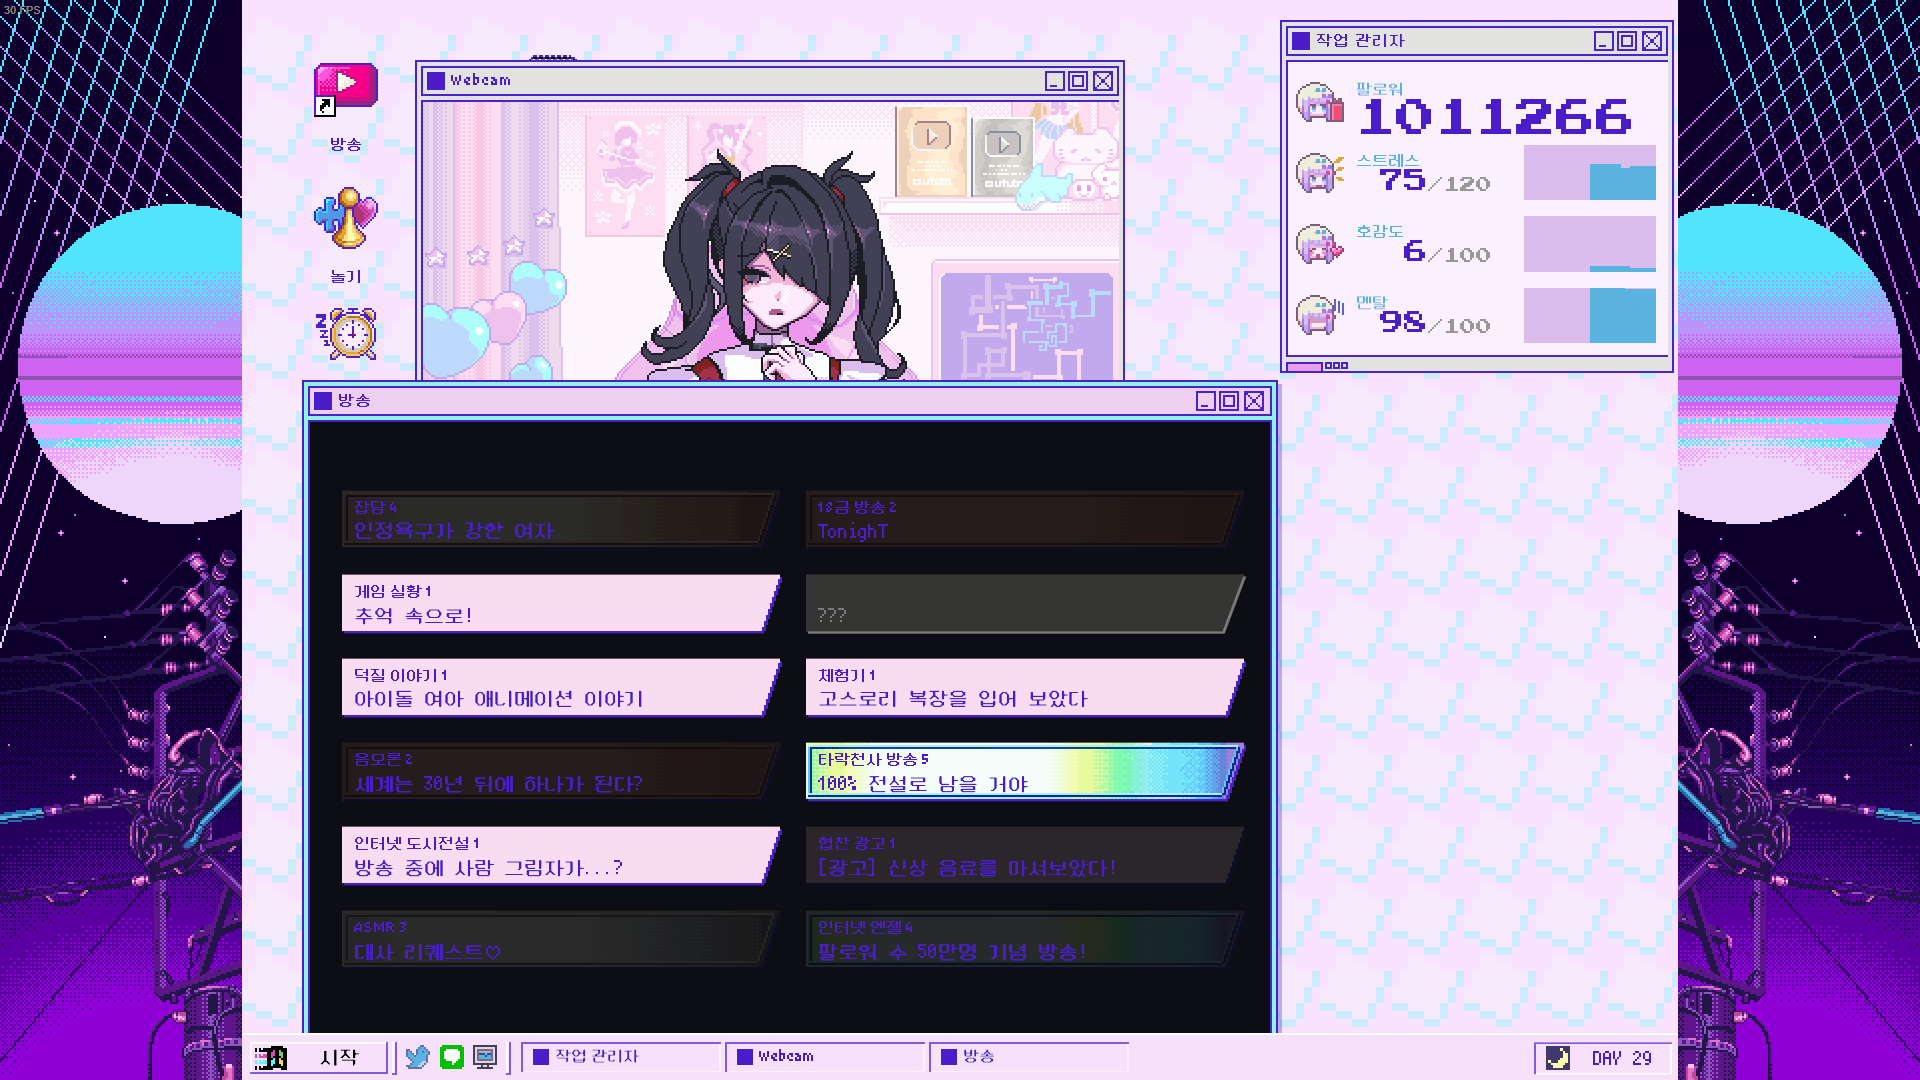 30 FPS
방송
놀기
Webcam
작업 관리자
팔로워
1011266
스트레스
75/120
호감도
6/100
멘탈
98/100
방송
잡담 4
인정욕구가 강한 여자
18금 방송 2
TonighT
게임 실황 1
추억 속으로!
???
덕질 이야기 1
아이돌 여아 애니메이션 이야기
체험기 1
고스로리 복장을 입어 보았다
음모론 2
세계는 30년 뒤에 하나가 된다?
타락천사 방송 5
100% 전설로 남을 거야
인터넷 도시전설 1
방송 중에 사람 그림자가...?
협찬 광고 1
[광고] 신상 음료를 마셔보았다!
ASMR 3
대사 리퀘스트♡
인터넷 엔젤 4
팔로워 수 50만명 기념 방송!
시작
작업 관리자
Webcam
방송
DAY 29